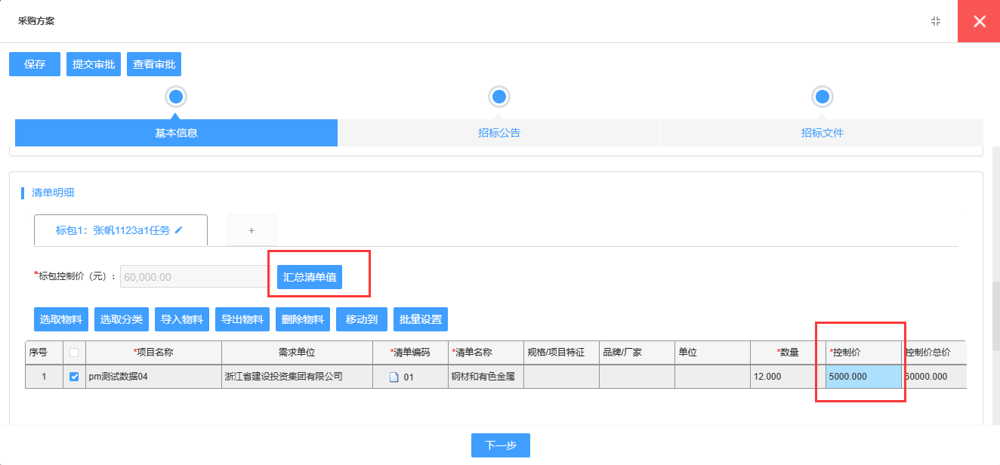 采购方案
保存 提交审批 查看审批
基本信息 招标公告 招标文件
清单明细
标包1：张帆1123a1任务 +
*标包控制价（元）: 60,000.00 汇总清单值
选取物料 选取分类 导入物料 导出物料 删除物料 移动到 批量设置
序号 *项目名称 需求单位 *清单编码 *清单名称 规格/项目特征 品牌/厂家 单位 *数量 *控制价 控制价总价
1 pm测试数据04 浙江省建设投资集团有限公司 01 钢材和有色金属 12.000 5000.000 60000.000
下一步